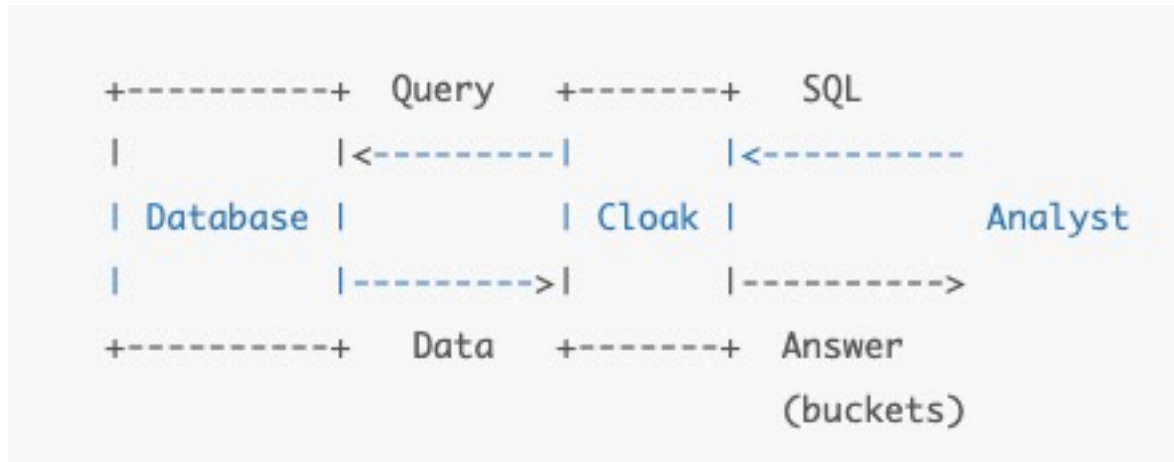 +----------+  Query   +-------+   SQL
|          |<---------|       |<----------
| Database |          | Cloak |            Analyst
|          |--------->|       |---------->
+----------+   Data   +-------+  Answer
                                 (buckets)